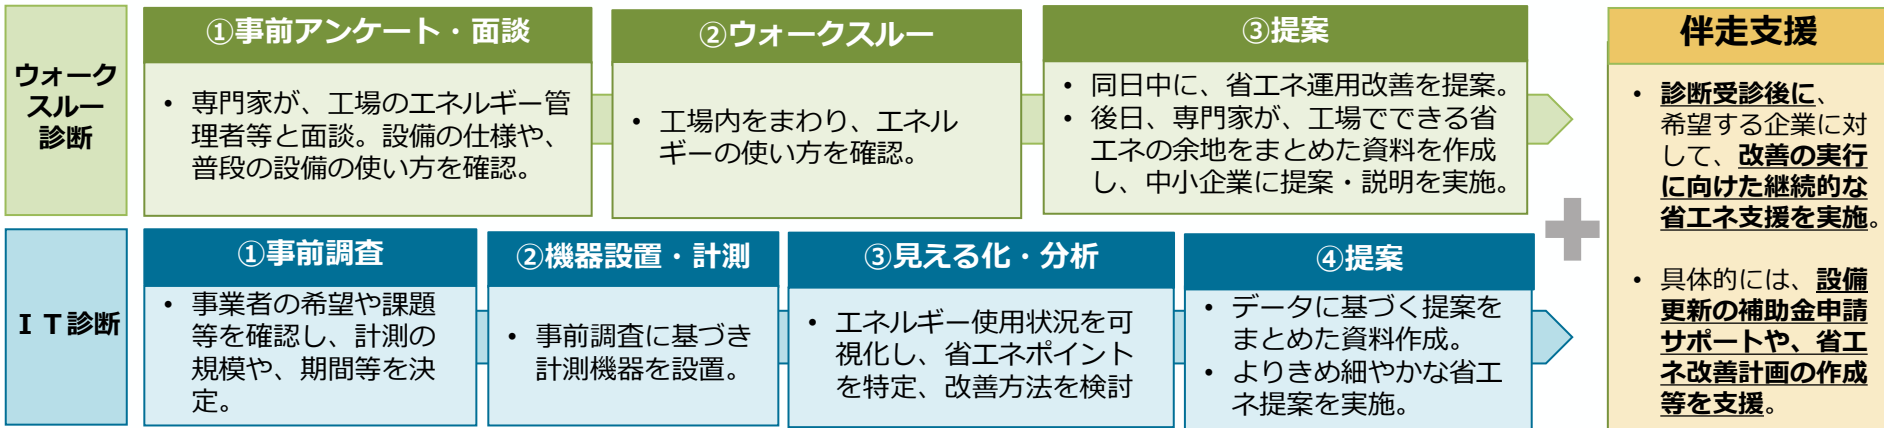 ウォーク
スルー
診断
①事前アンケート・面談
• 専門家が、工場のエネルギー管
理者等と面談。設備の仕様や、
普段の設備の使い方を確認。
②ウォークスルー
• 工場内をまわり、エネル
ギーの使い方を確認。
③提案
• 同日中に、省エネ運用改善を提案。
• 後日、専門家が、工場でできる省
エネの余地をまとめた資料を作成
し、中小企業に提案・説明を実施。
ＩＴ診断
①事前調査
• 事業者の希望や課題
等を確認し、計測の
規模や、期間等を決
定。
②機器設置・計測
• 事前調査に基づき
計測機器を設置。
③見える化・分析
• エネルギー使用状況を可
視化し、省エネポイント
を特定、改善方法を検討
④提案
• データに基づく提案を
まとめた資料作成。
• よりきめ細やかな省エ
ネ提案を実施。
伴走支援
• 診断受診後に、
希望する企業に対
して、改善の実行
に向けた継続的な
省エネ支援を実施。
• 具体的には、設備
更新の補助金申請
サポートや、省エ
ネ改善計画の作成
等を支援。